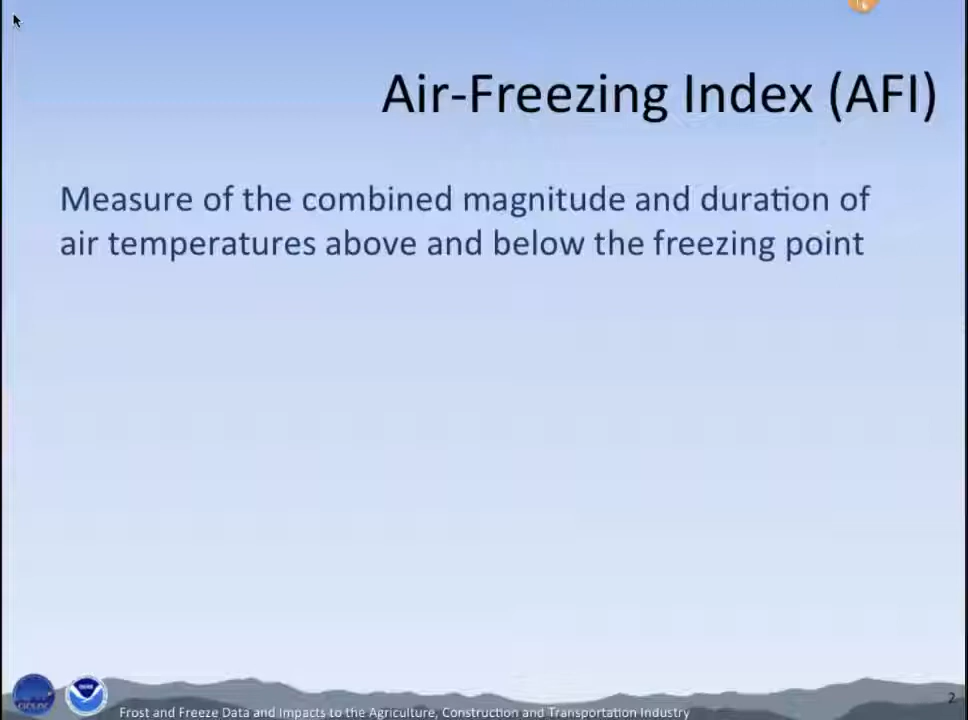 Air-Freezing Index (AFI)
Measure of the combined magnitude and duration of
air temperatures above and below the freezing point
Frost and Freeze Data and Impacts to the Agriculture, Construction and Transportation Industry
2